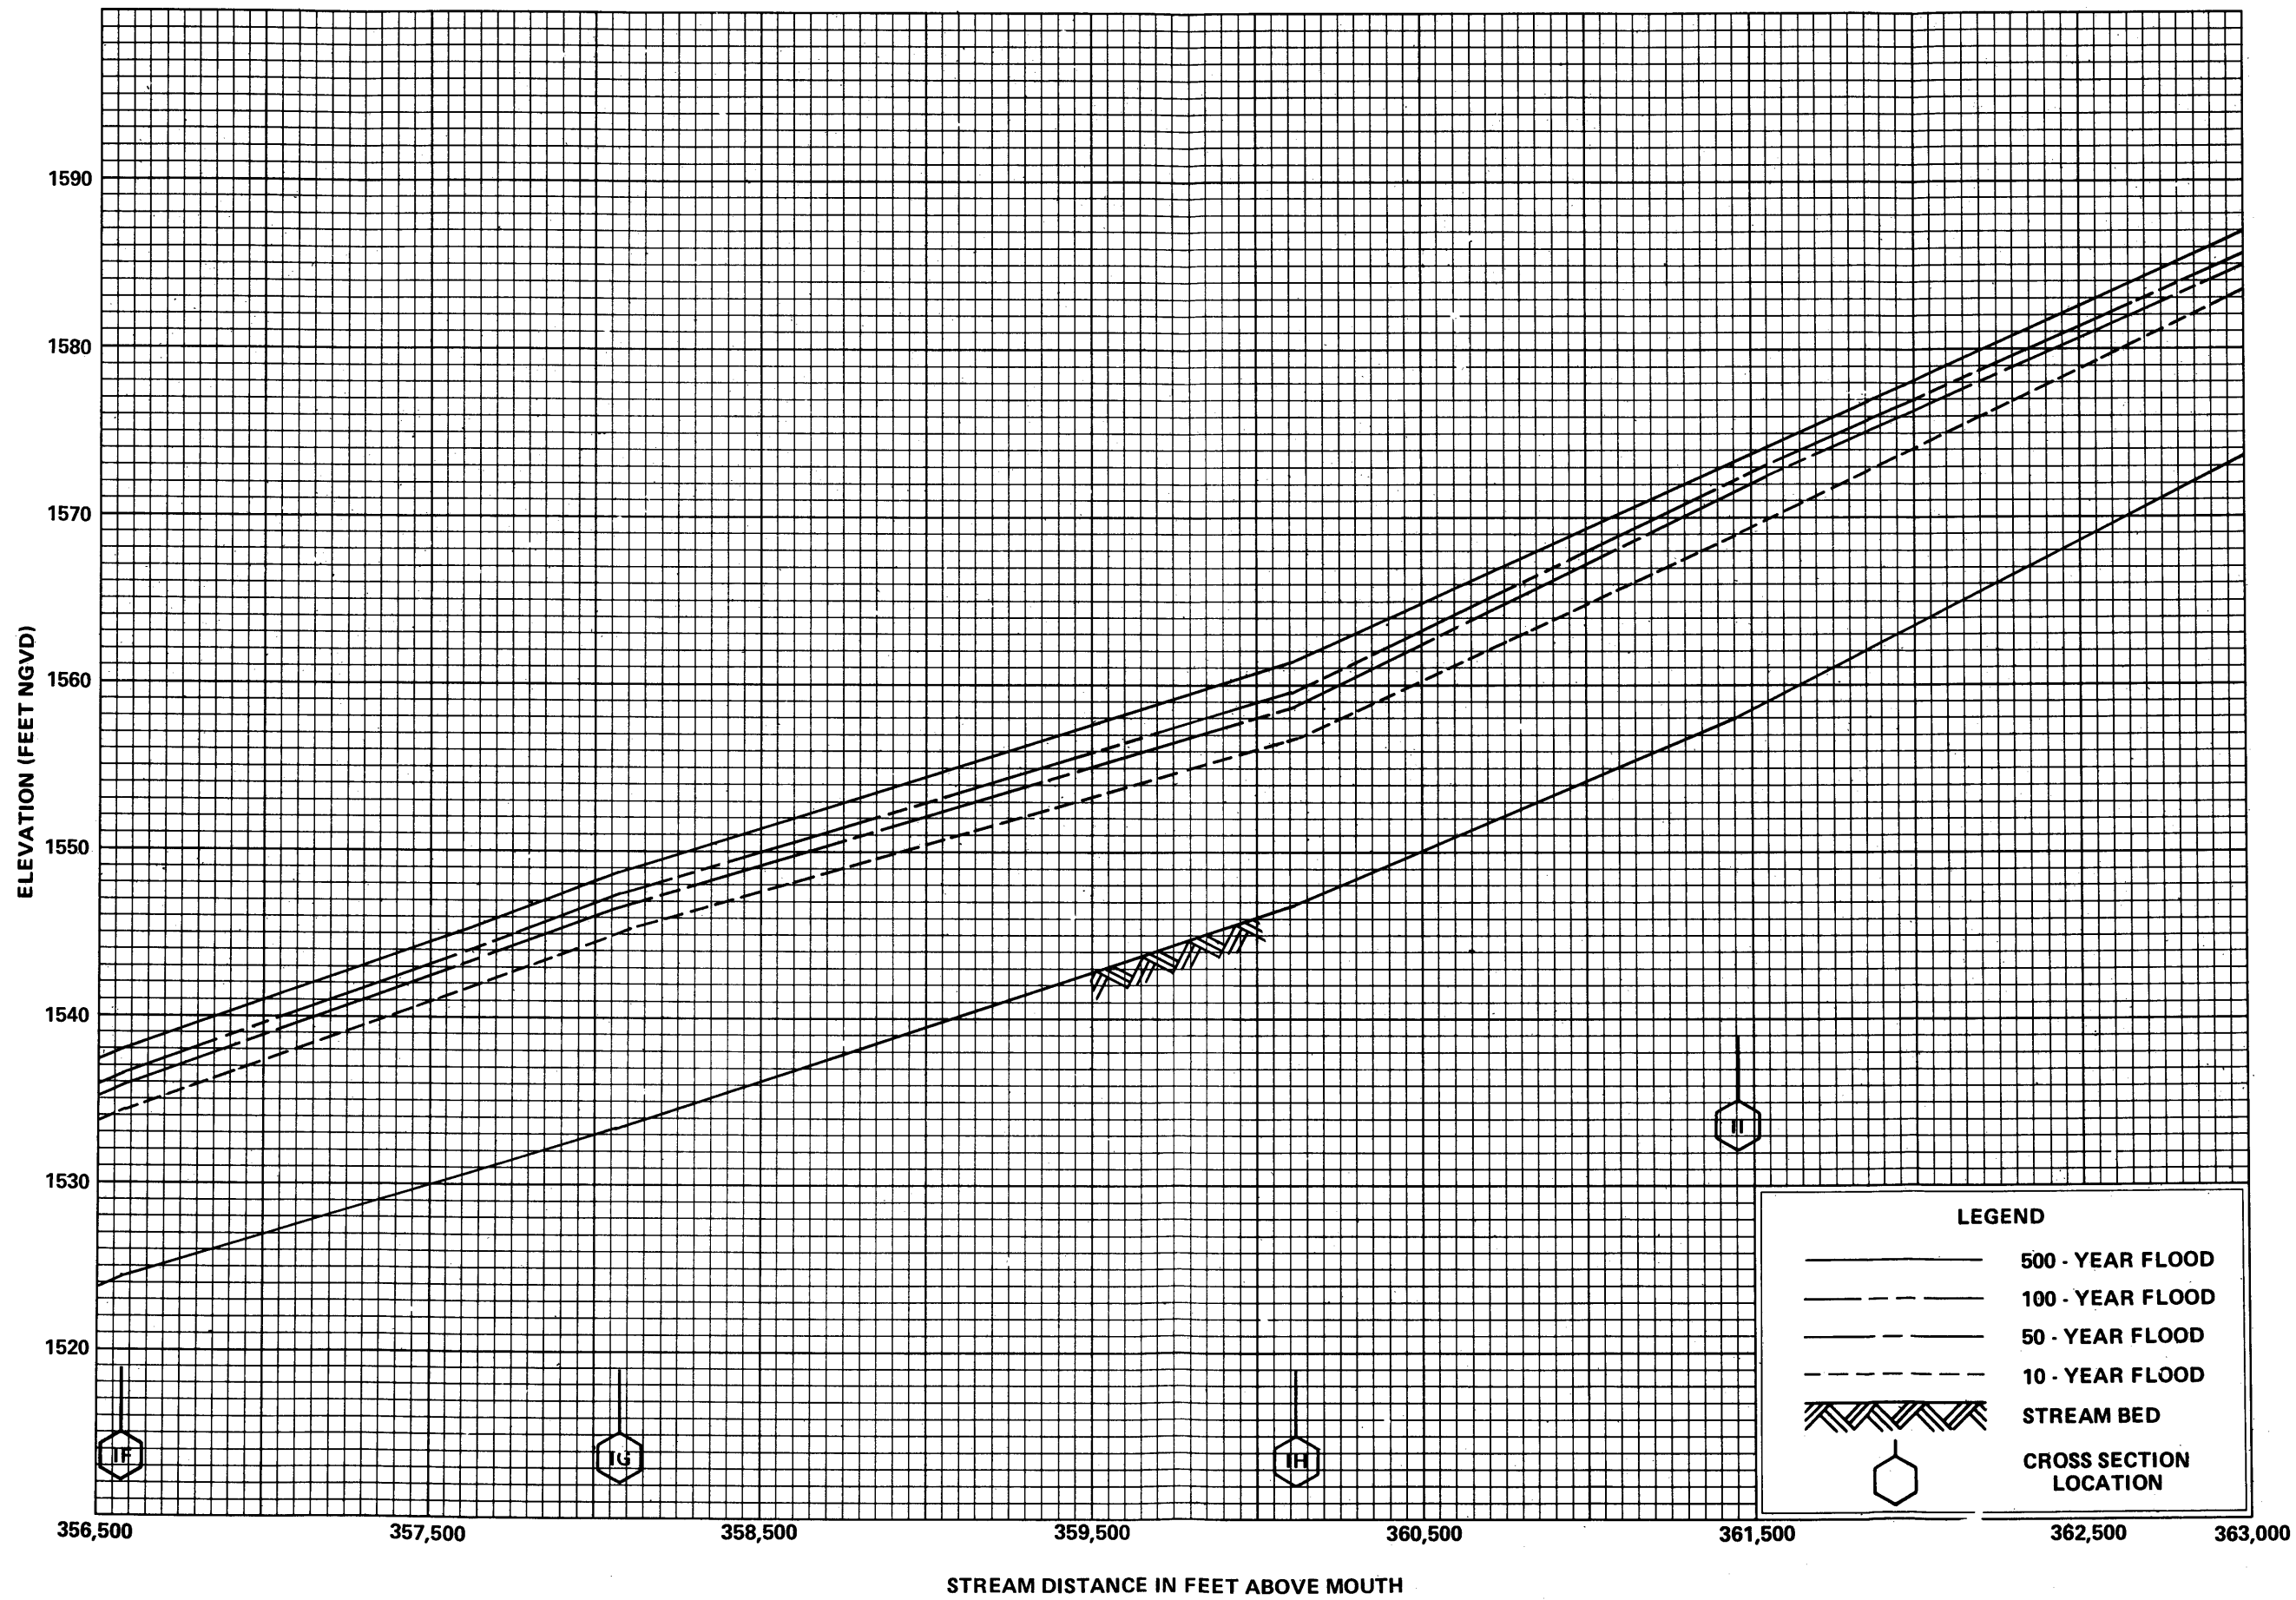 1590
1580
1570
1560
1550
1540
1530
1520
ELEVATION (FEET NGVD)
IF
IG
IH
II
356,500
357,500
358,500
359,500
360,500
361,500
362,500
363,000
STREAM DISTANCE IN FEET ABOVE MOUTH
LEGEND
500 - YEAR FLOOD
100 - YEAR FLOOD
50 - YEAR FLOOD
10 - YEAR FLOOD
STREAM BED
CROSS SECTION
LOCATION